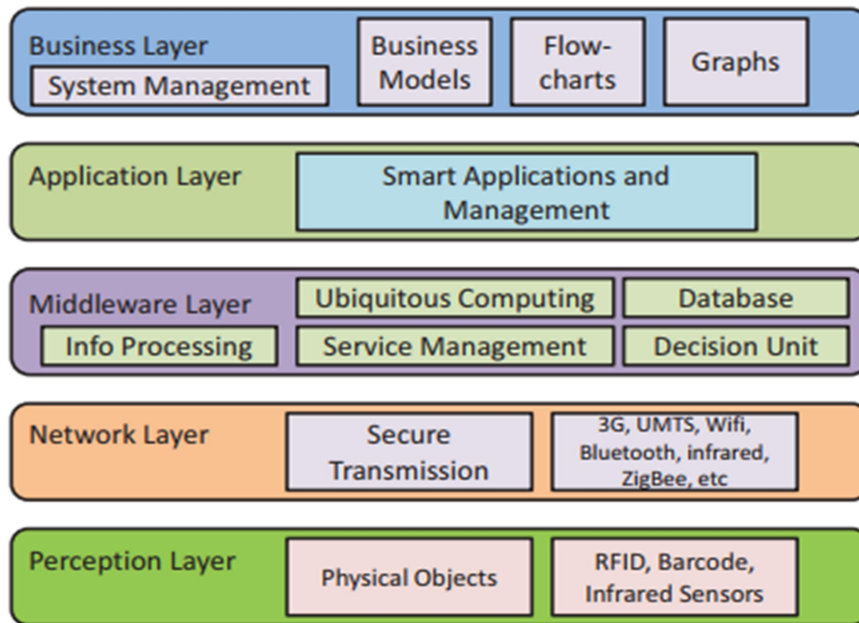 Business Layer
System Management
Business
Models
Flow-
charts
Graphs
Application Layer
Smart Applications and
Management
Middleware Layer
Ubiquitous Computing
Database
Info Processing
Service Management
Decision Unit
Network Layer
Secure
Transmission
3G, UMTS, Wifi,
Bluetooth, infrared,
ZigBee, etc
Perception Layer
Physical Objects
RFID, Barcode,
Infrared Sensors